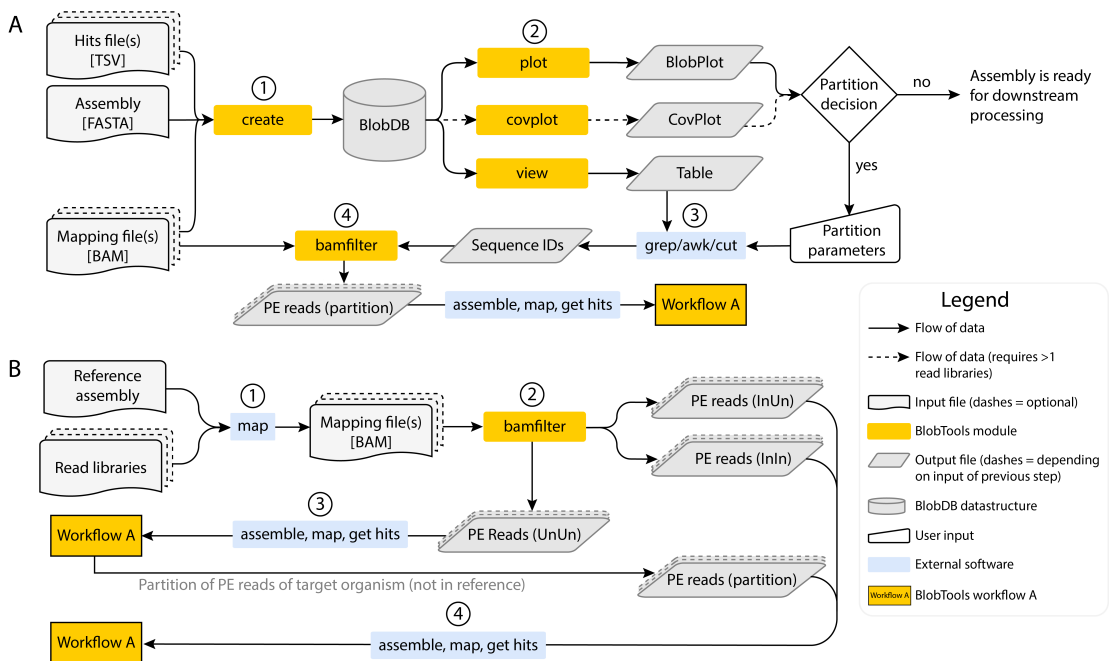 A
Hits file(s)
[TSV]
Assembly
[FASTA]
Mapping file(s)
[BAM]
1
create
BlobDB
2
plot
covplot
view
BlobPlot
CovPlot
Table
Partition
decision
no
Assembly is ready
for downstream
processing
yes
Partition
parameters
3
grep/awk/cut
Sequence IDs
4
bamfilter
PE reads (partition)
assemble, map, get hits
Workflow A
B
Reference
assembly
Read libraries
1
map
Mapping file(s)
[BAM]
2
bamfilter
PE reads (InUn)
PE reads (InIn)
PE Reads (UnUn)
3
assemble, map, get hits
Workflow A
Partition of PE reads of target organism (not in reference)
PE reads (partition)
4
assemble, map, get hits
Workflow A
Legend
Flow of data
Flow of data (requires >1
read libraries)
Input file (dashes = optional)
BlobTools module
Output file (dashes = depending
on input of previous step)
BlobDB datastructure
User input
External software
Workflow A
BlobTools workflow A